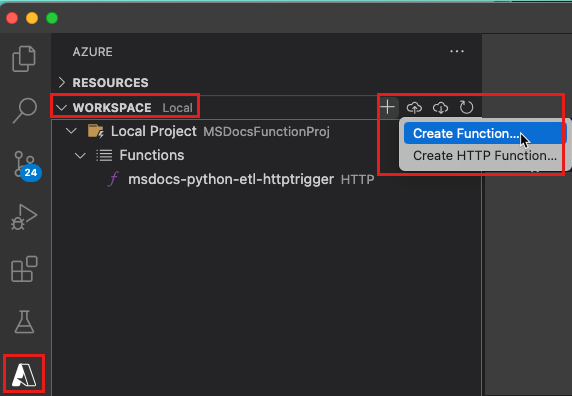 AZURE
RESOURCES
WORKSPACE Local
Local Project MSDocsFunctionProj
Create Function...
Functions
Create HTTP Function...
msdocs-python-etl-httptrigger HTTP
24